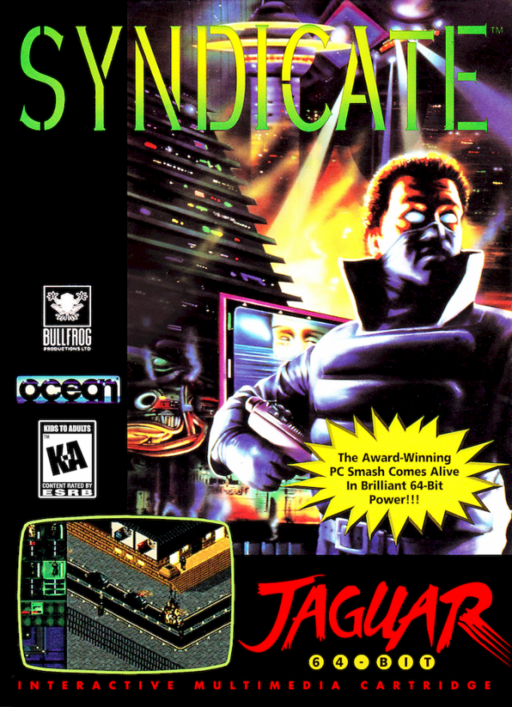 SYNDICATE™
BULLFROG
PRODUCTIONS LTD
ocean
KIDS TO ADULTS
™
K-A
CONTENT RATED BY
ESRB
The Award-Winning
PC Smash Comes Alive
In Brilliant 64-Bit
Power!!!
JAGUAR
64-BIT
INTERACTIVE MULTIMEDIA CARTRIDGE